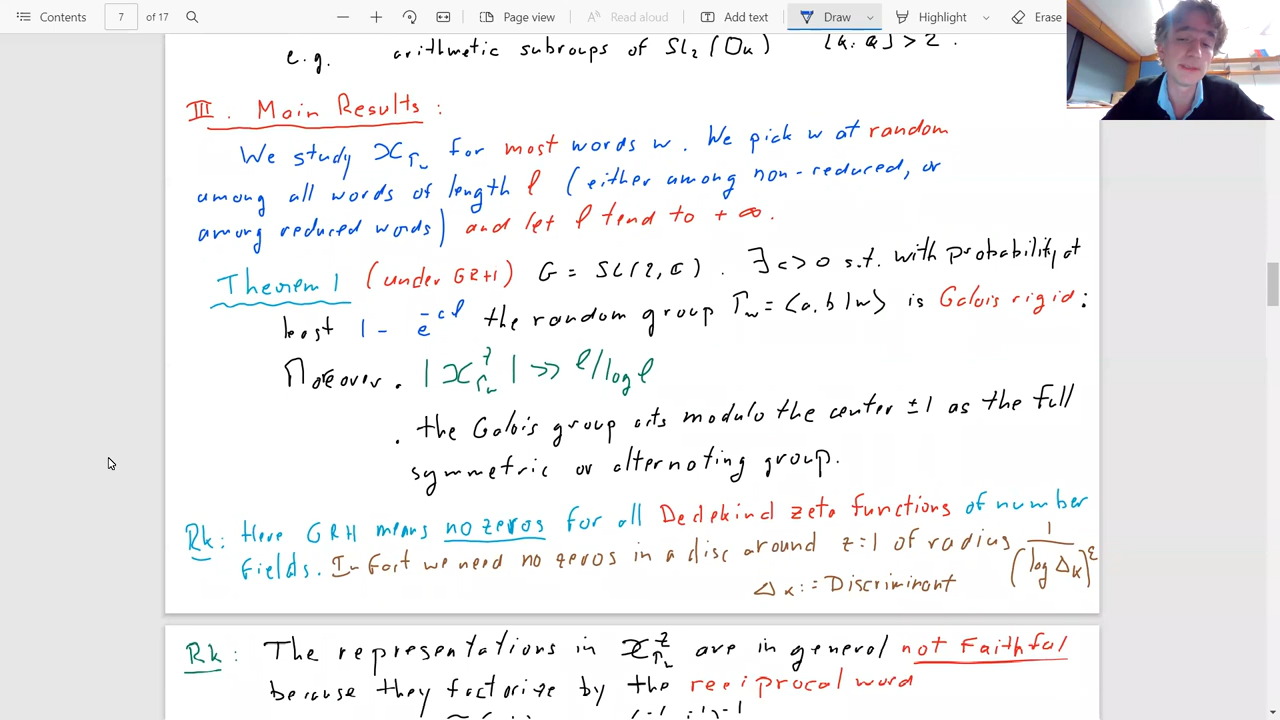 Contents 7 of 17 Page view Read aloud Add text Draw Highlight Erase
e.g. arithmetic subroups of SL₂(O_K) [K:Q] > 2.
III. Main Results:
We study 𝒳_Γw for most words w. We pick w at random
among all words of length ℓ (either among non-reduced, or
among reduced words) and let ℓ tend to +∞.
Theorem 1 (under GRH) G = SL(2,ℂ). ∃ c>0 s.t. with probability at
least 1 - e^{-cℓ} the random group Γ_w = ⟨a,b|w⟩ is Galois rigid:
Moreover. |𝒳^z_Γw| ≫ ℓ/log ℓ
. the Galois group acts modulo the center ±1 as the full
symmetric or alternating group.
Rk: Here GRH means no zeros for all Dedekind zeta functions of number
fields. In fact we need no zeros in a disc around z=1 of radius 1/(log Δ_K)^ε
Δ_K := Discriminant
Rk: The representations in 𝒳^z_Γw are in general not Faithful
because they factorise by the reciprocal word